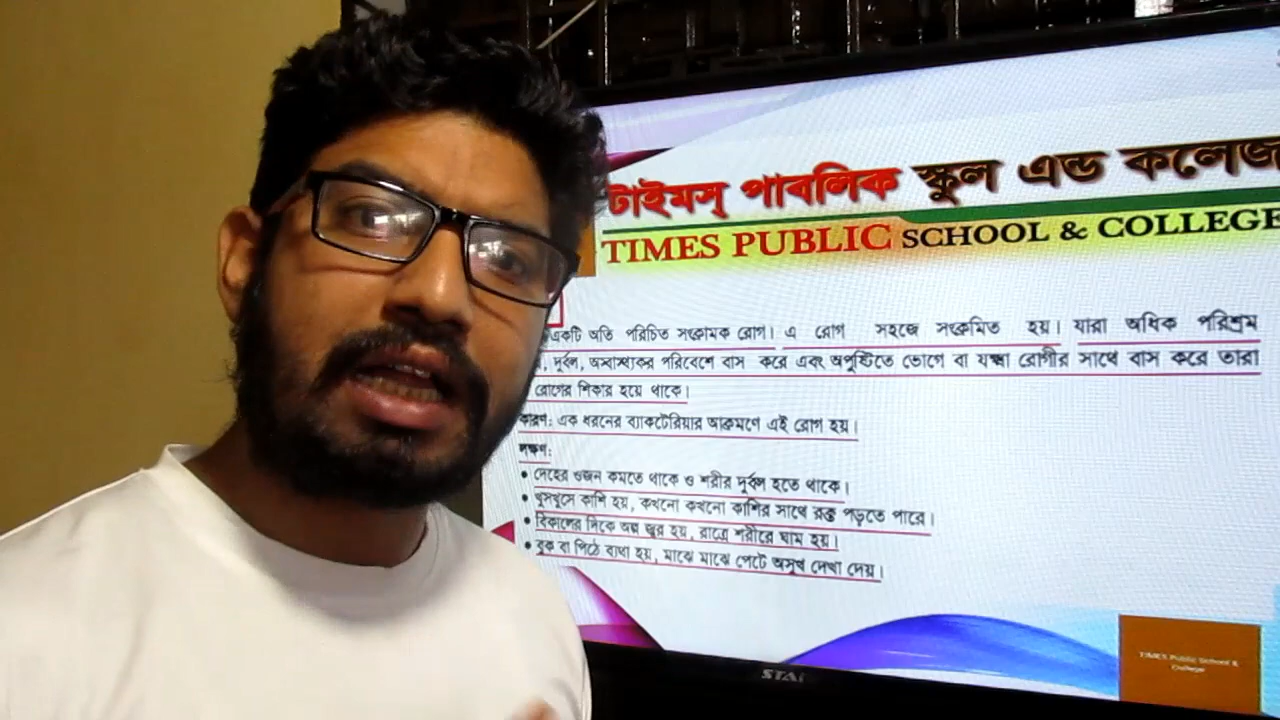 টাইমস্ পাবলিক স্কুল এন্ড কলেজ
TIMES PUBLIC SCHOOL & COLLEGE
একটি অতি পরিচিত সংক্রামক রোগ। এ রোগ সহজে সংক্রমিত হয়। যারা অধিক পরিশ্রম
, দুর্বল, অস্বাস্থ্যকর পরিবেশে বাস করে এবং অপুষ্টিতে ভোগে বা যক্ষ্মা রোগীর সাথে বাস করে তারা
রোগের শিকার হয়ে থাকে।
কারণ: এক ধরনের ব্যাকটেরিয়ার আক্রমণে এই রোগ হয়।
লক্ষণ:
• দেহের ওজন কমতে থাকে ও শরীর দুর্বল হতে থাকে।
• খুসখুসে কাশি হয়, কখনো কখনো কাশির সাথে রক্ত পড়তে পারে।
• বিকালের দিকে অল্প জ্বর হয়, রাত্রে শরীরে ঘাম হয়।
• বুক বা পিঠে ব্যথা হয়, মাঝে মাঝে পেটে অসুখ দেখা দেয়।
TIMES Public School &
College
STAR